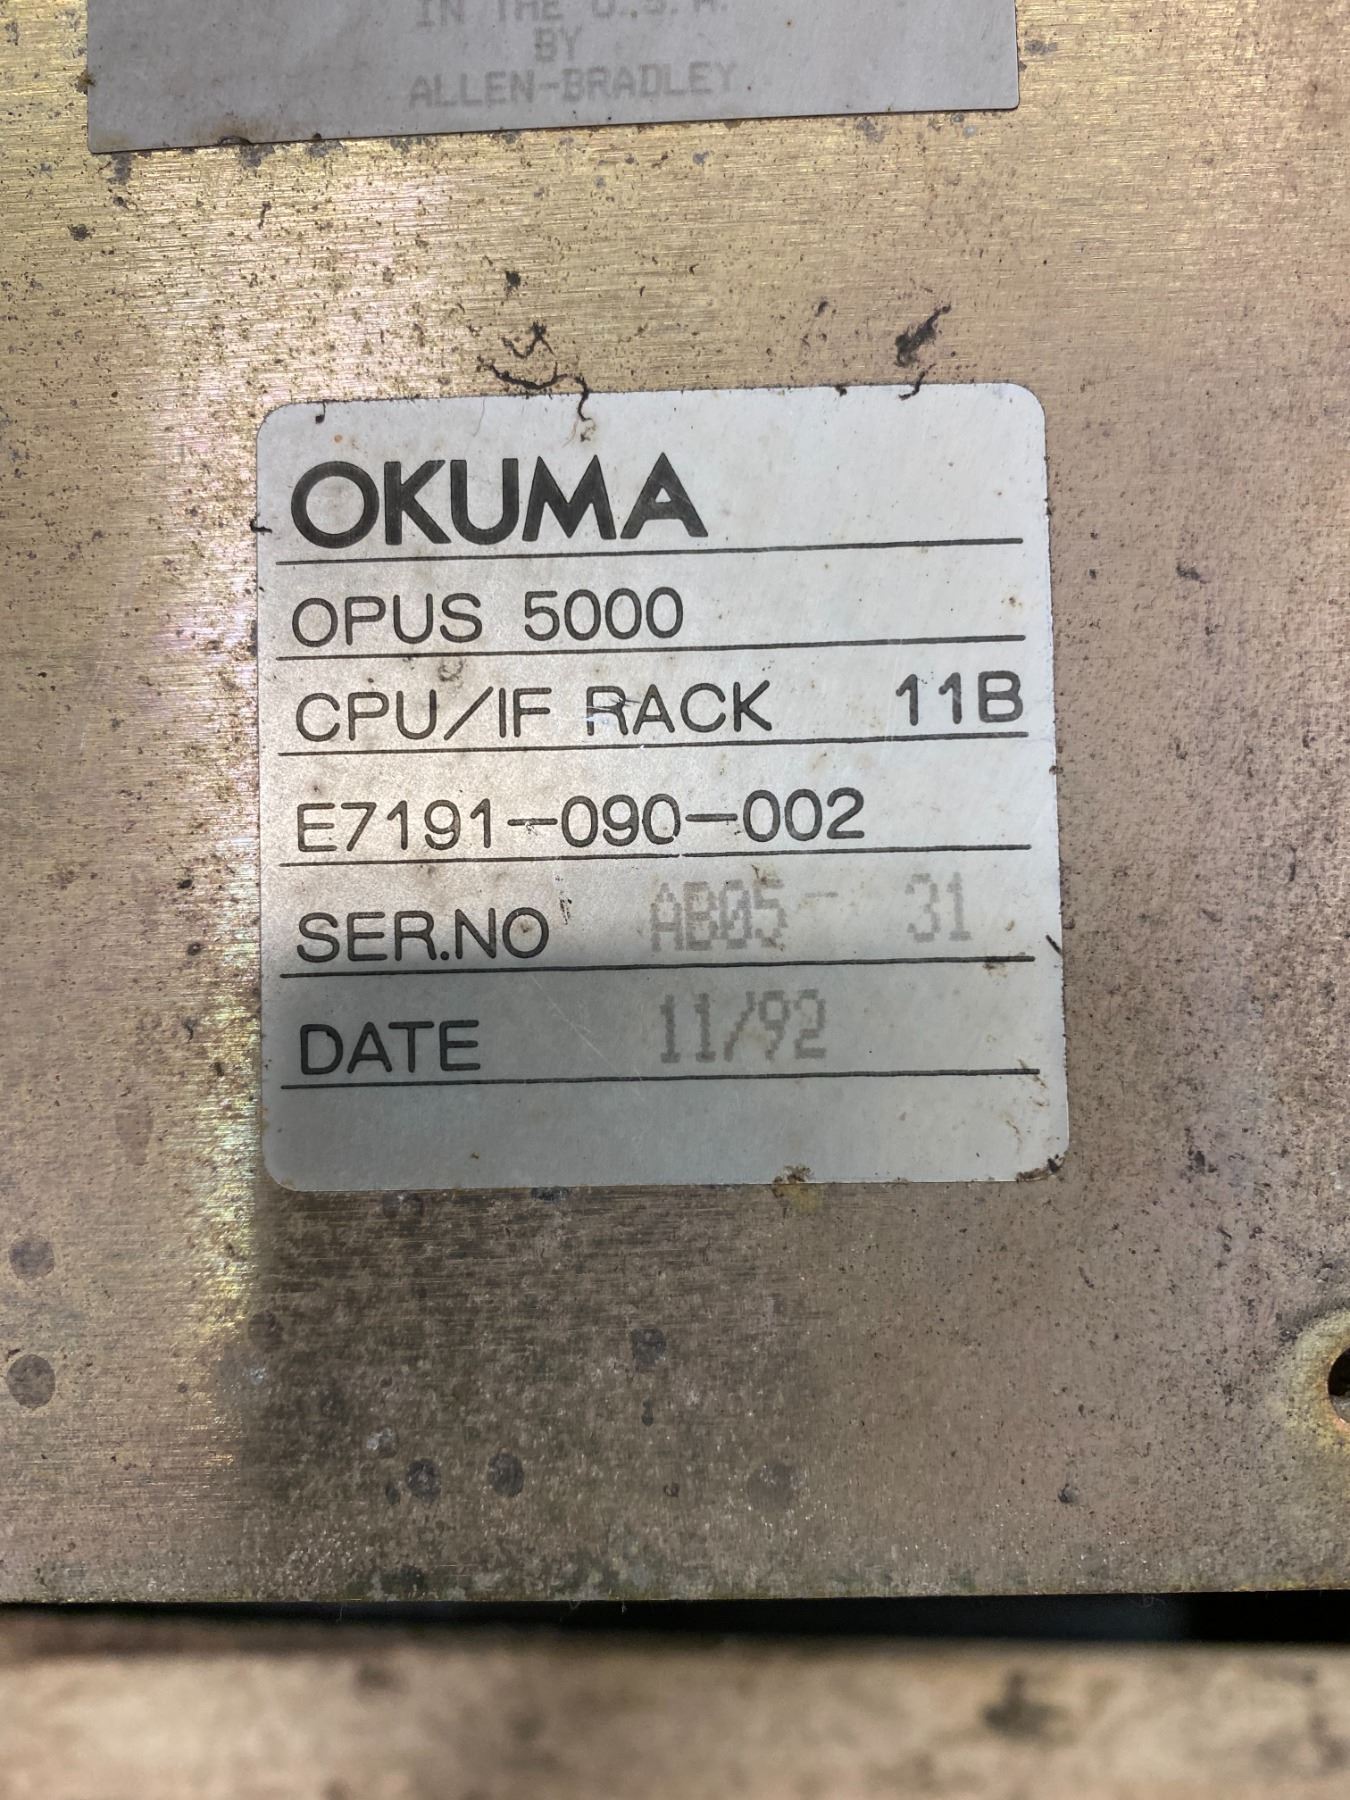 IN THE U.S.A.
BY
ALLEN-BRADLEY
OKUMA
OPUS 5000
CPU/IF RACK 11B
E7191-090-002
SER.NO AB05- 31
DATE 11/92